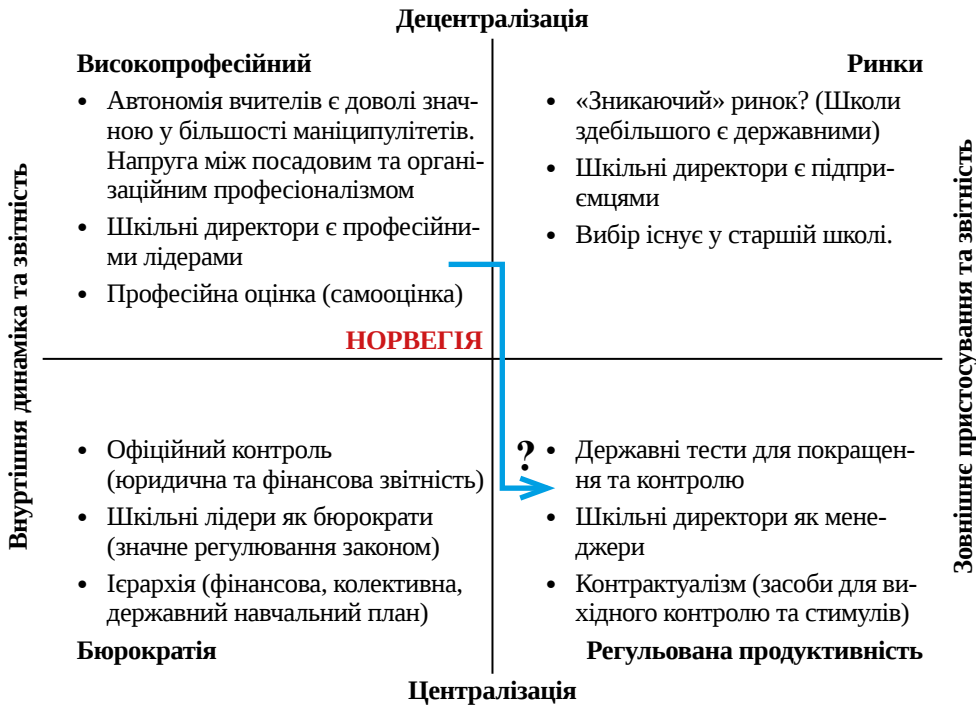 Децентралізація
Високопрофесійний
• Автономія вчителів є доволі знач-
ною у більшості маніципулітетів.
Напруга між посадовим та органі-
заційним професіоналізмом
• Шкільні директори є професійни-
ми лідерами
• Професійна оцінка (самооцінка)
Ринки
• «Зникаючий» ринок? (Школи
здебільшого є державними)
• Шкільні директори є підпри-
ємцями
• Вибір існує у старшій школі.
Внуртішня динаміка та звітність
Зовнішнє пристосування та звітність
НОРВЕГІЯ
• Офіційний контроль
(юридична та фінансова звітність)
• Шкільні лідери як бюрократи
(значне регулювання законом)
• Ієрархія (фінансова, колективна,
державний навчальний план)
Бюрократія
?
• Державні тести для покращен-
ня та контролю
• Шкільні директори як мене-
джери
• Контрактуалізм (засоби для ви-
хідного контролю та стимулів)
Регульована продуктивність
Централізація